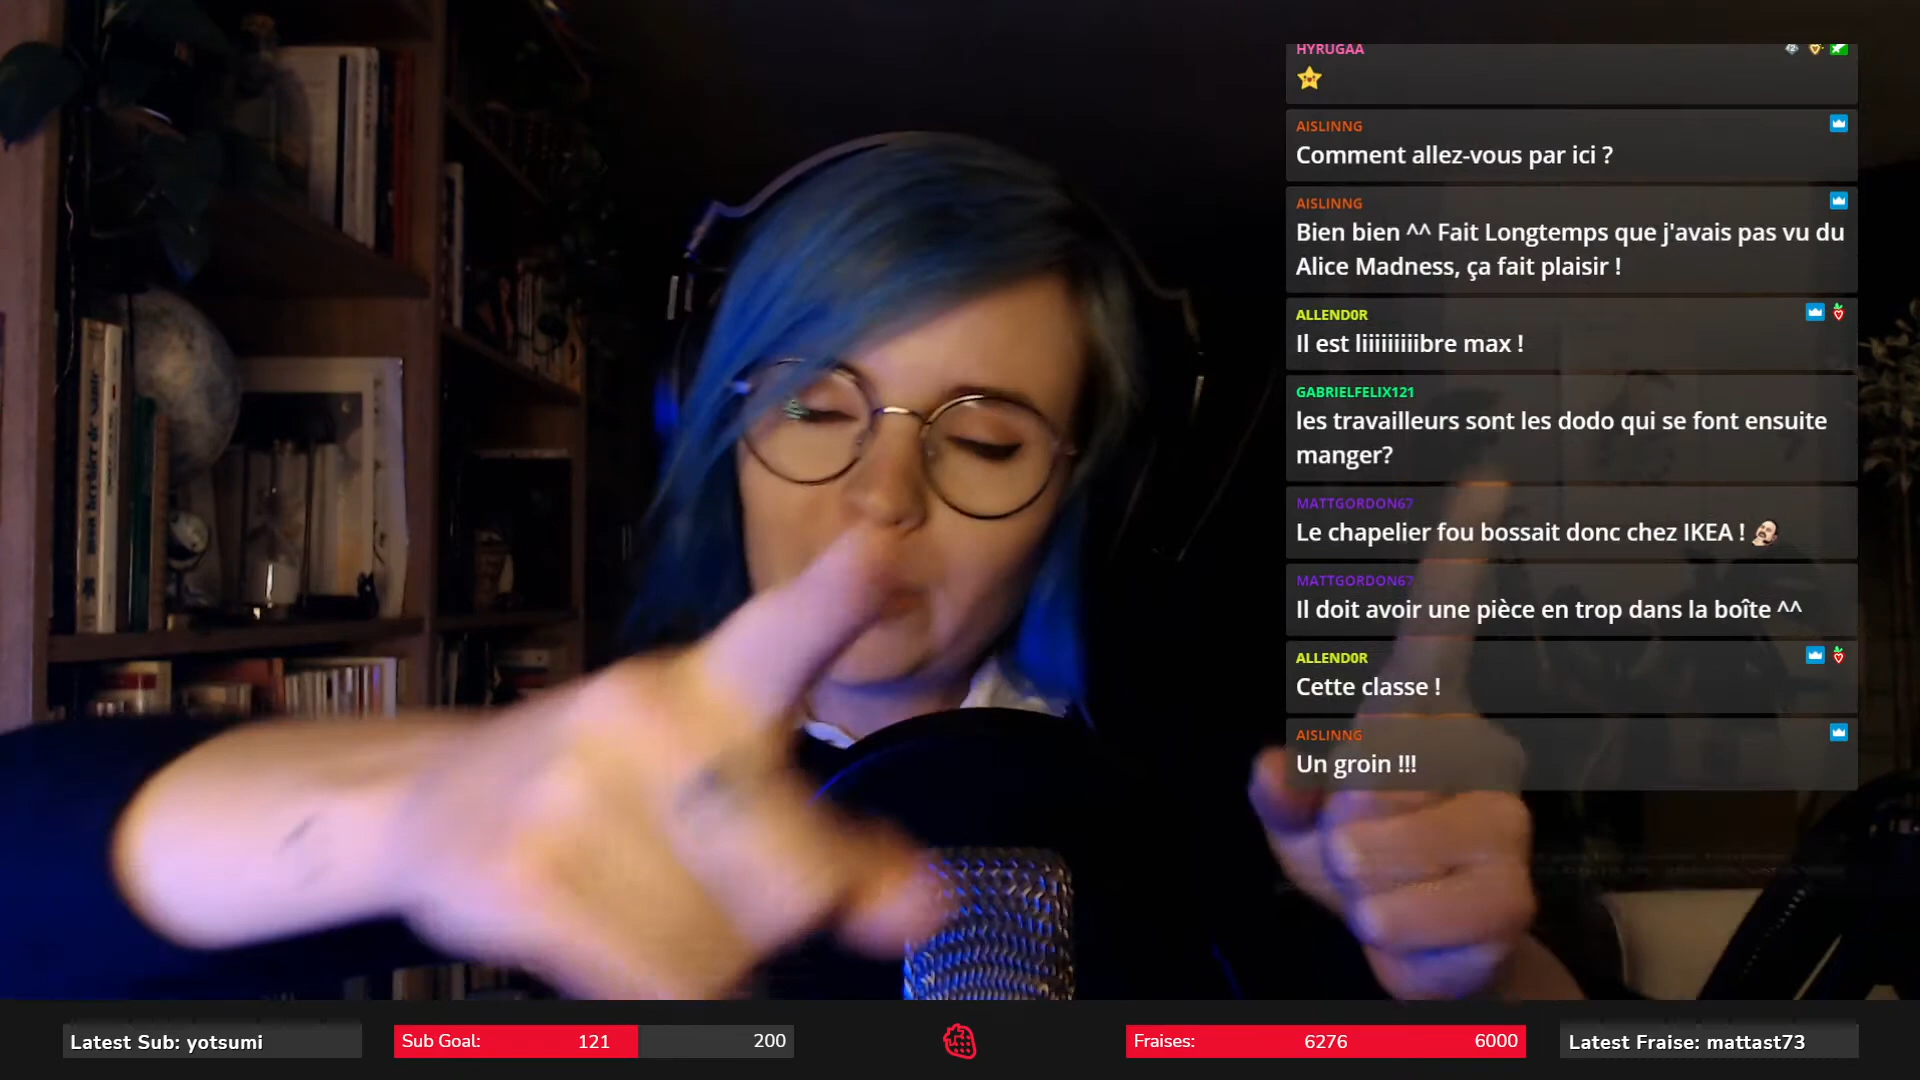 HYRUGAA
AISLINNG
Comment allez-vous par ici ?
AISLINNG
Bien bien ^^ Fait Longtemps que j'avais pas vu du
Alice Madness, ça fait plaisir !
ALLEND0R
Il est liiiiiiiiibre max !
GABRIELFELIX121
les travailleurs sont les dodo qui se font ensuite
manger?
MATTGORDON67
Le chapelier fou bossait donc chez IKEA !
MATTGORDON67
Il doit avoir une pièce en trop dans la boîte ^^
ALLEND0R
Cette classe !
AISLINNG
Un groin !!!
Latest Sub: yotsumi
Sub Goal: 121 200
Fraises: 6276 6000
Latest Fraise: mattast73